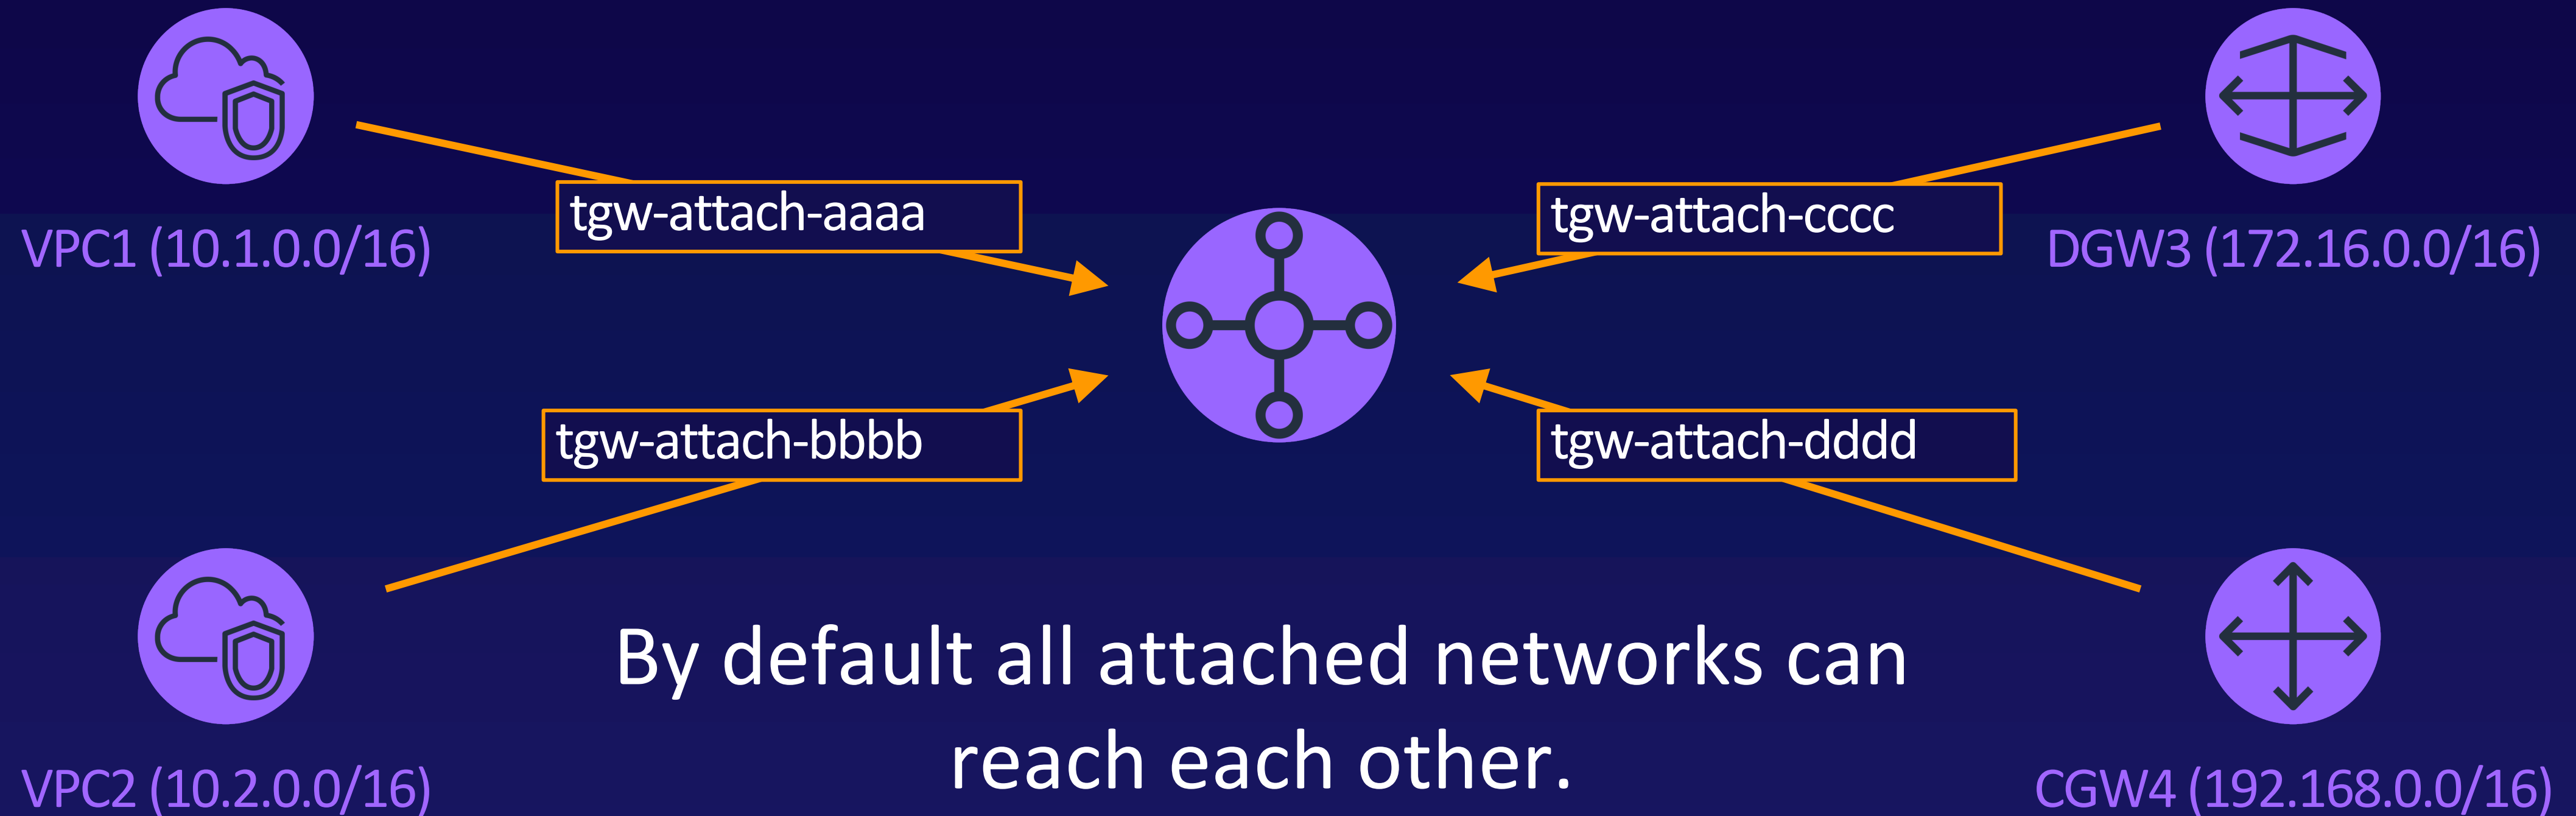 tgw-attach-aaaa
tgw-attach-cccc
VPC1 (10.1.0.0/16)
DGW3 (172.16.0.0/16)
tgw-attach-bbbb
tgw-attach-dddd
By default all attached networks can
reach each other.
VPC2 (10.2.0.0/16)
CGW4 (192.168.0.0/16)